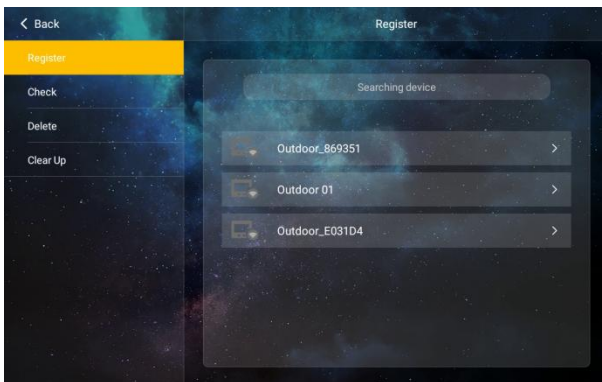 Back
Register
Register
Check
Delete
Clear Up
Searching device
Outdoor_869351
Outdoor 01
Outdoor_E031D4